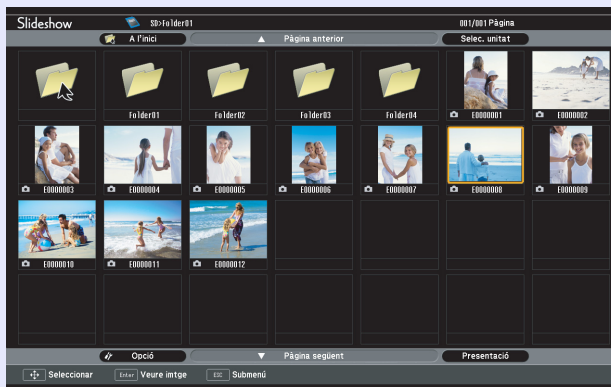 Slideshow SD>Folder01 001/001 Pàgina
A l'inici Pàgina anterior Selec. unitat
Folder01 Folder02 Folder03 Folder04 E0000001 E0000002
E0000003 E0000004 E0000005 E0000006 E0000007 E0000008 E0000009
E0000010 E0000011 E0000012
Opció Pàgina següent Presentació
Seleccionar Enter Veure imtge ESC Submenú